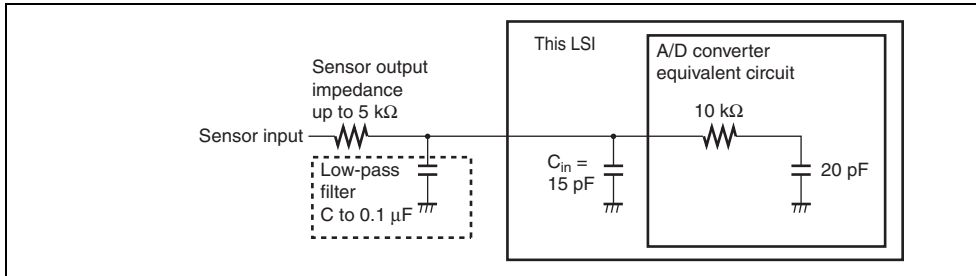 This LSI
A/D converter
equivalent circuit
Sensor output
impedance
up to 5 kΩ
10 kΩ
Sensor input
Low-pass
filter
C to 0.1 μF
Cin =
15 pF
20 pF